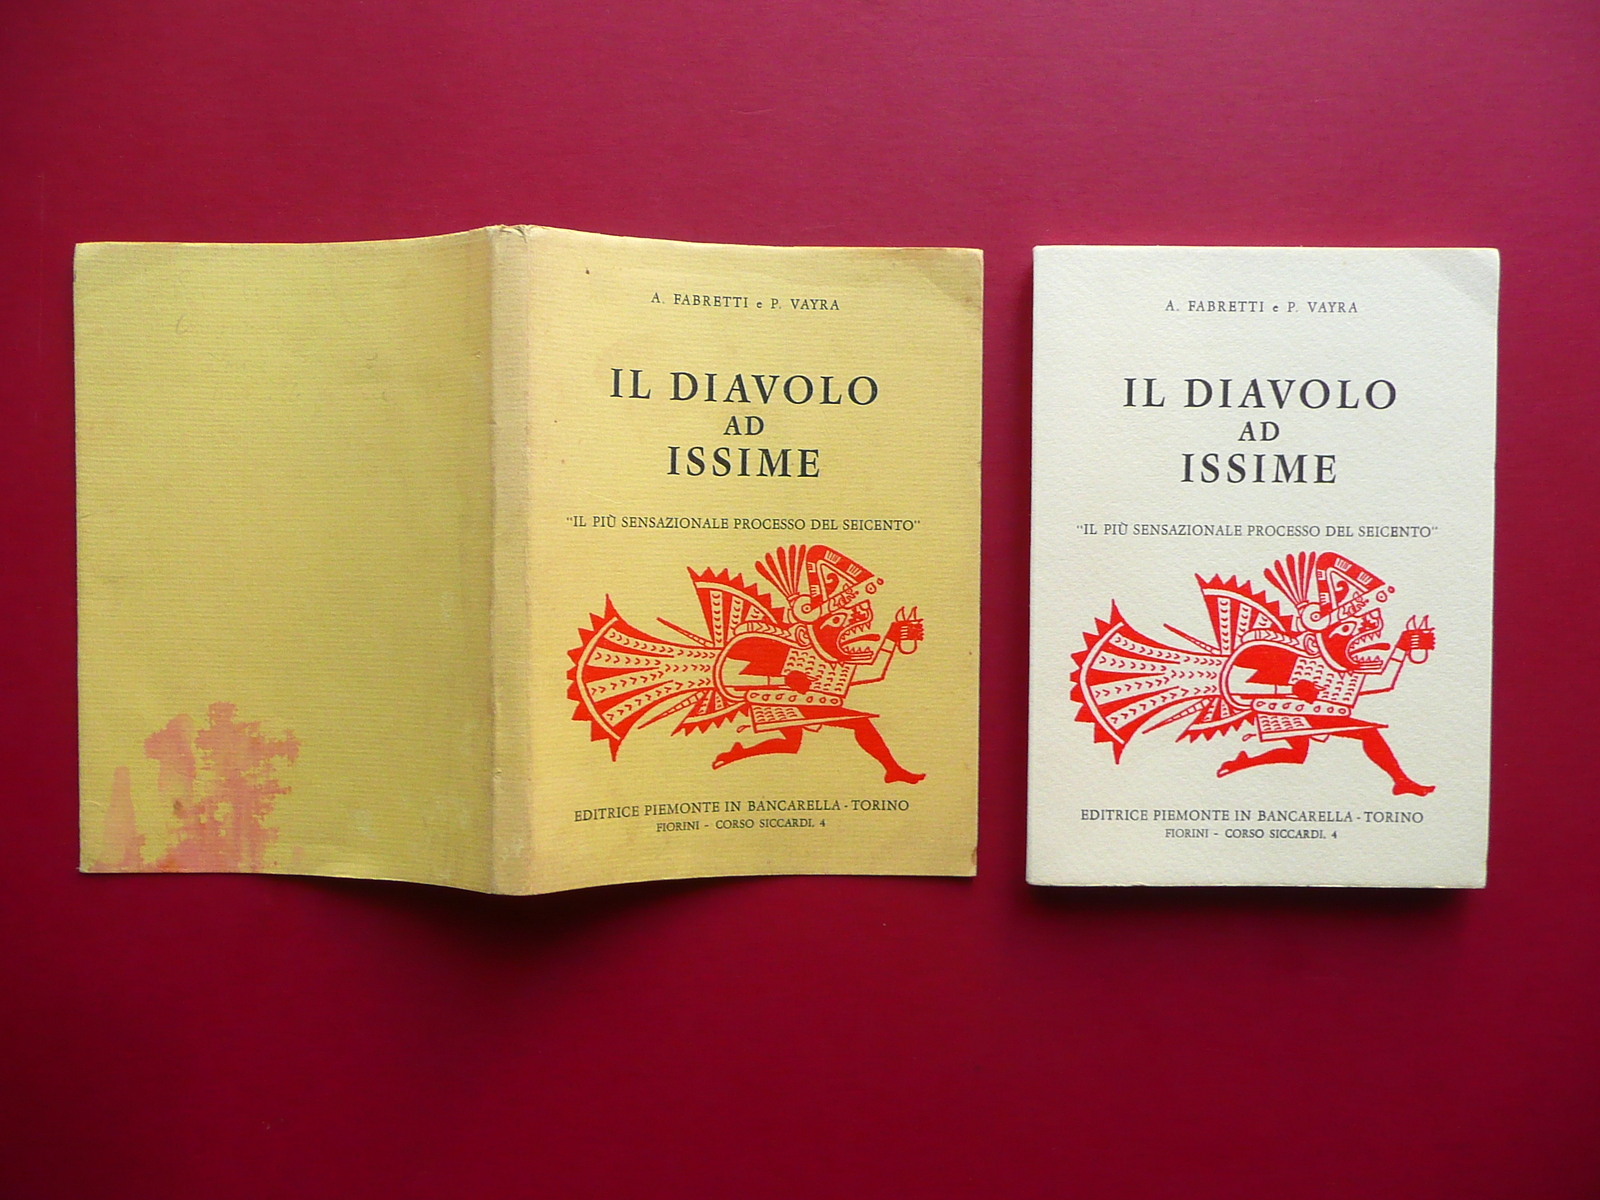 A. FABRETTI e P. VAYRA
IL DIAVOLO
AD
ISSIME
"IL PIÙ SENSAZIONALE PROCESSO DEL SEICENTO"
EDITRICE PIEMONTE IN BANCARELLA - TORINO
FIORINI - CORSO SICCARDI, 4
A. FABRETTI e P. VAYRA
IL DIAVOLO
AD
ISSIME
"IL PIÙ SENSAZIONALE PROCESSO DEL SEICENTO"
EDITRICE PIEMONTE IN BANCARELLA - TORINO
FIORINI - CORSO SICCARDI, 4